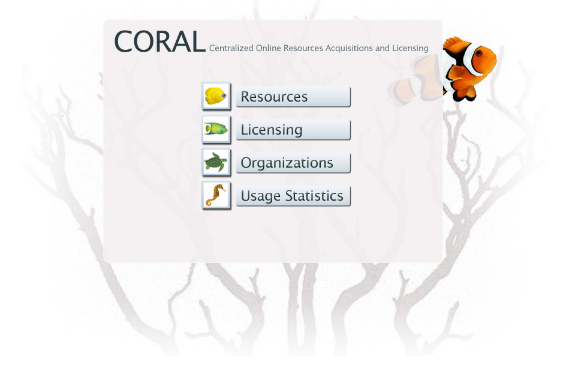 CORAL Centralized Online Resources Acquisitions and Licensing
Resources
Licensing
Organizations
Usage Statistics